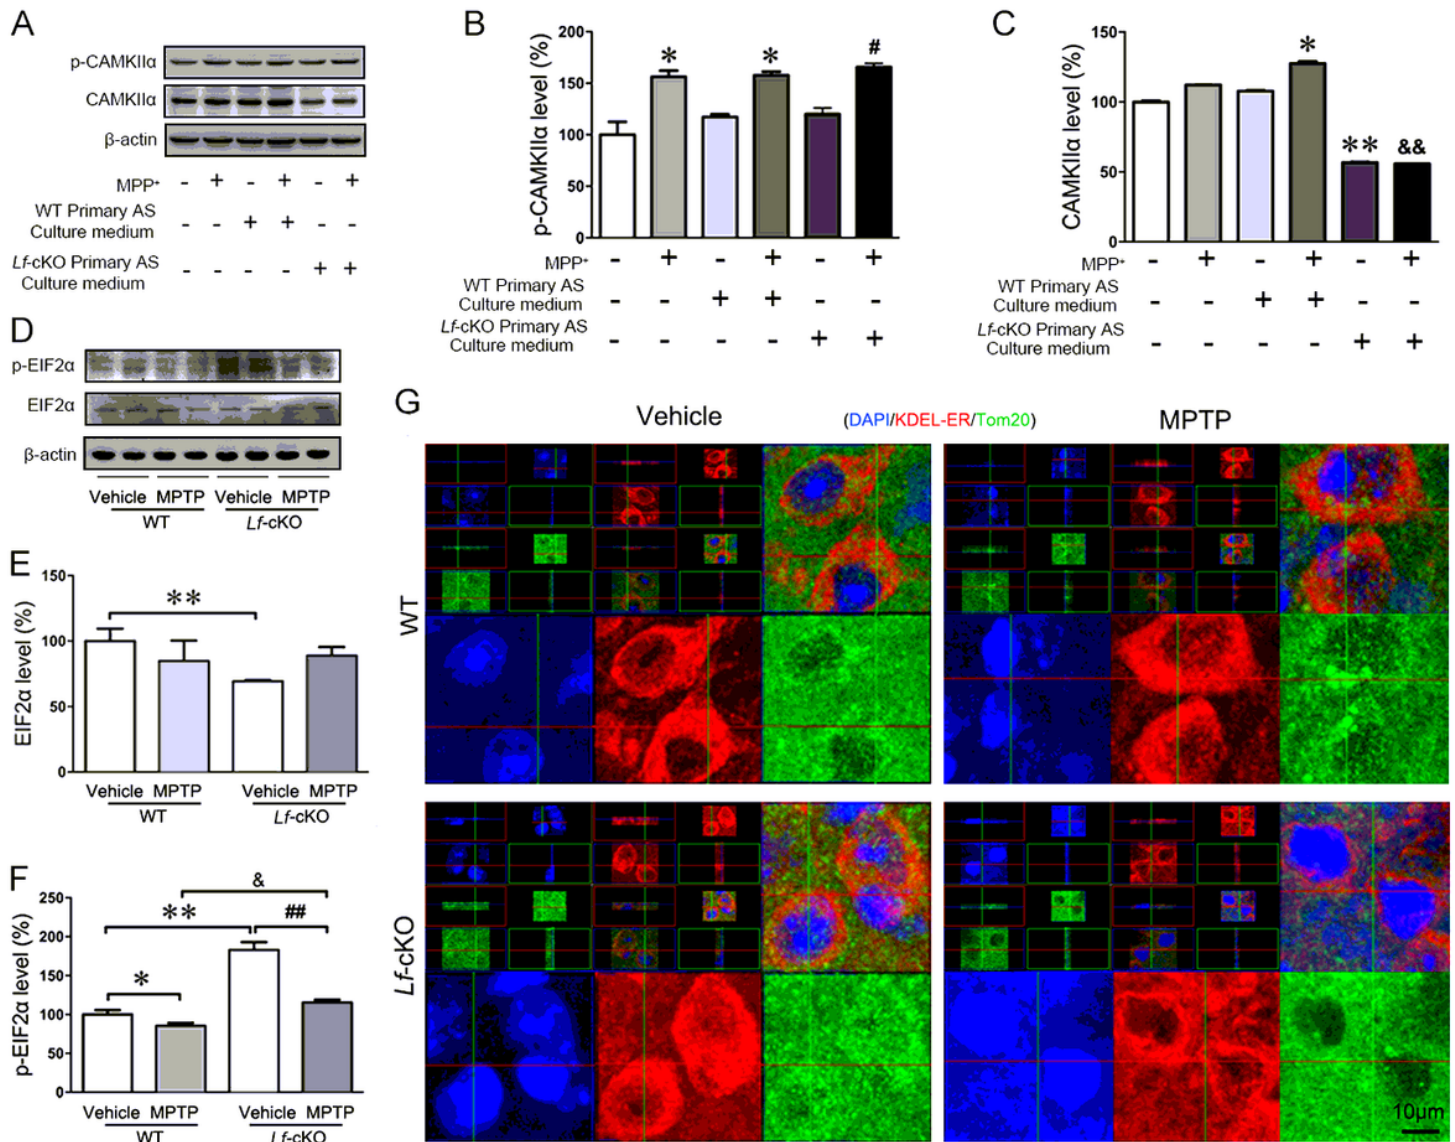 A
p-CAMKIIα
CAMKIIα
β-actin
MPP+ - + - + - +
WT Primary AS
Culture medium - - + + - -
Lf-cKO Primary AS
Culture medium - - - - + +
B
p-CAMKIIα level (%)
200
150
100
50
0
* * #
MPP+ - + - + - +
WT Primary AS
Culture medium - - + + - -
Lf-cKO Primary AS
Culture medium - - - - + +
C
CAMKIIα level (%)
150
100
50
0
* ** &&
MPP+ - + - + - +
WT Primary AS
Culture medium - - + + - -
Lf-cKO Primary AS
Culture medium - - - - + +
D
p-EIF2α
EIF2α
β-actin
Vehicle MPTP Vehicle MPTP
WT Lf-cKO
E
EIF2α level (%)
150
100
50
0
**
Vehicle MPTP Vehicle MPTP
WT Lf-cKO
F
p-EIF2α level (%)
250
200
150
100
50
0
&
** ##
*
Vehicle MPTP Vehicle MPTP
WT Lf-cKO
G
Vehicle (DAPI/KDEL-ER/Tom20) MPTP
WT
Lf-cKO
10μm